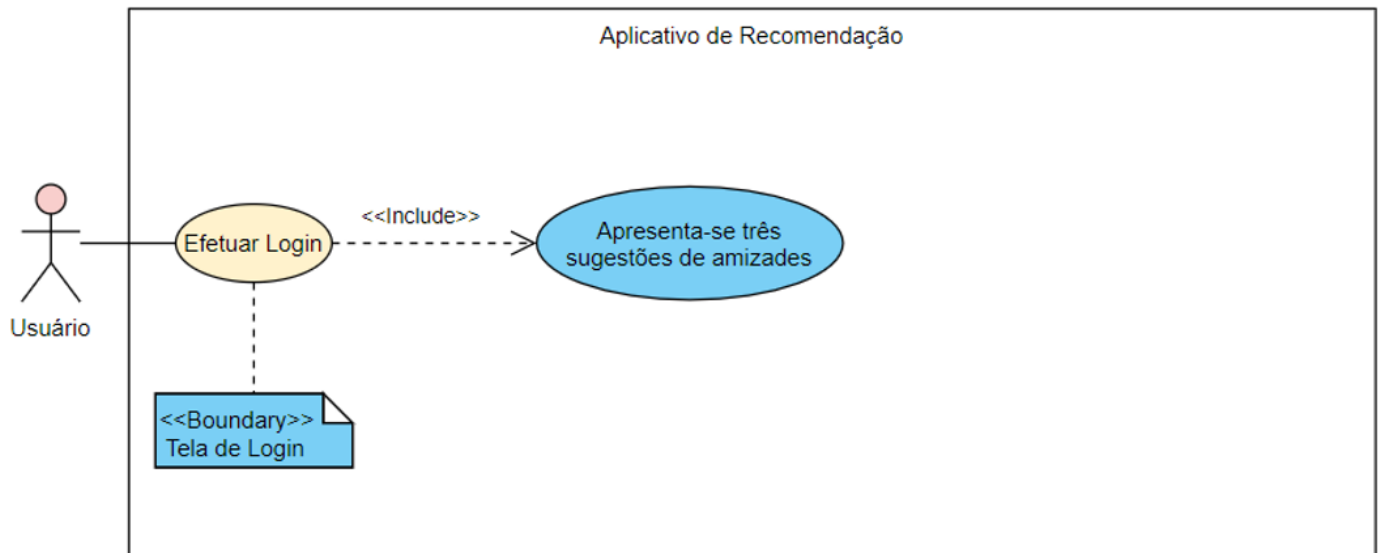 Aplicativo de Recomendação
Usuário
Efetuar Login
<<Include>>
Apresenta-se três
sugestões de amizades
<<Boundary>>
Tela de Login